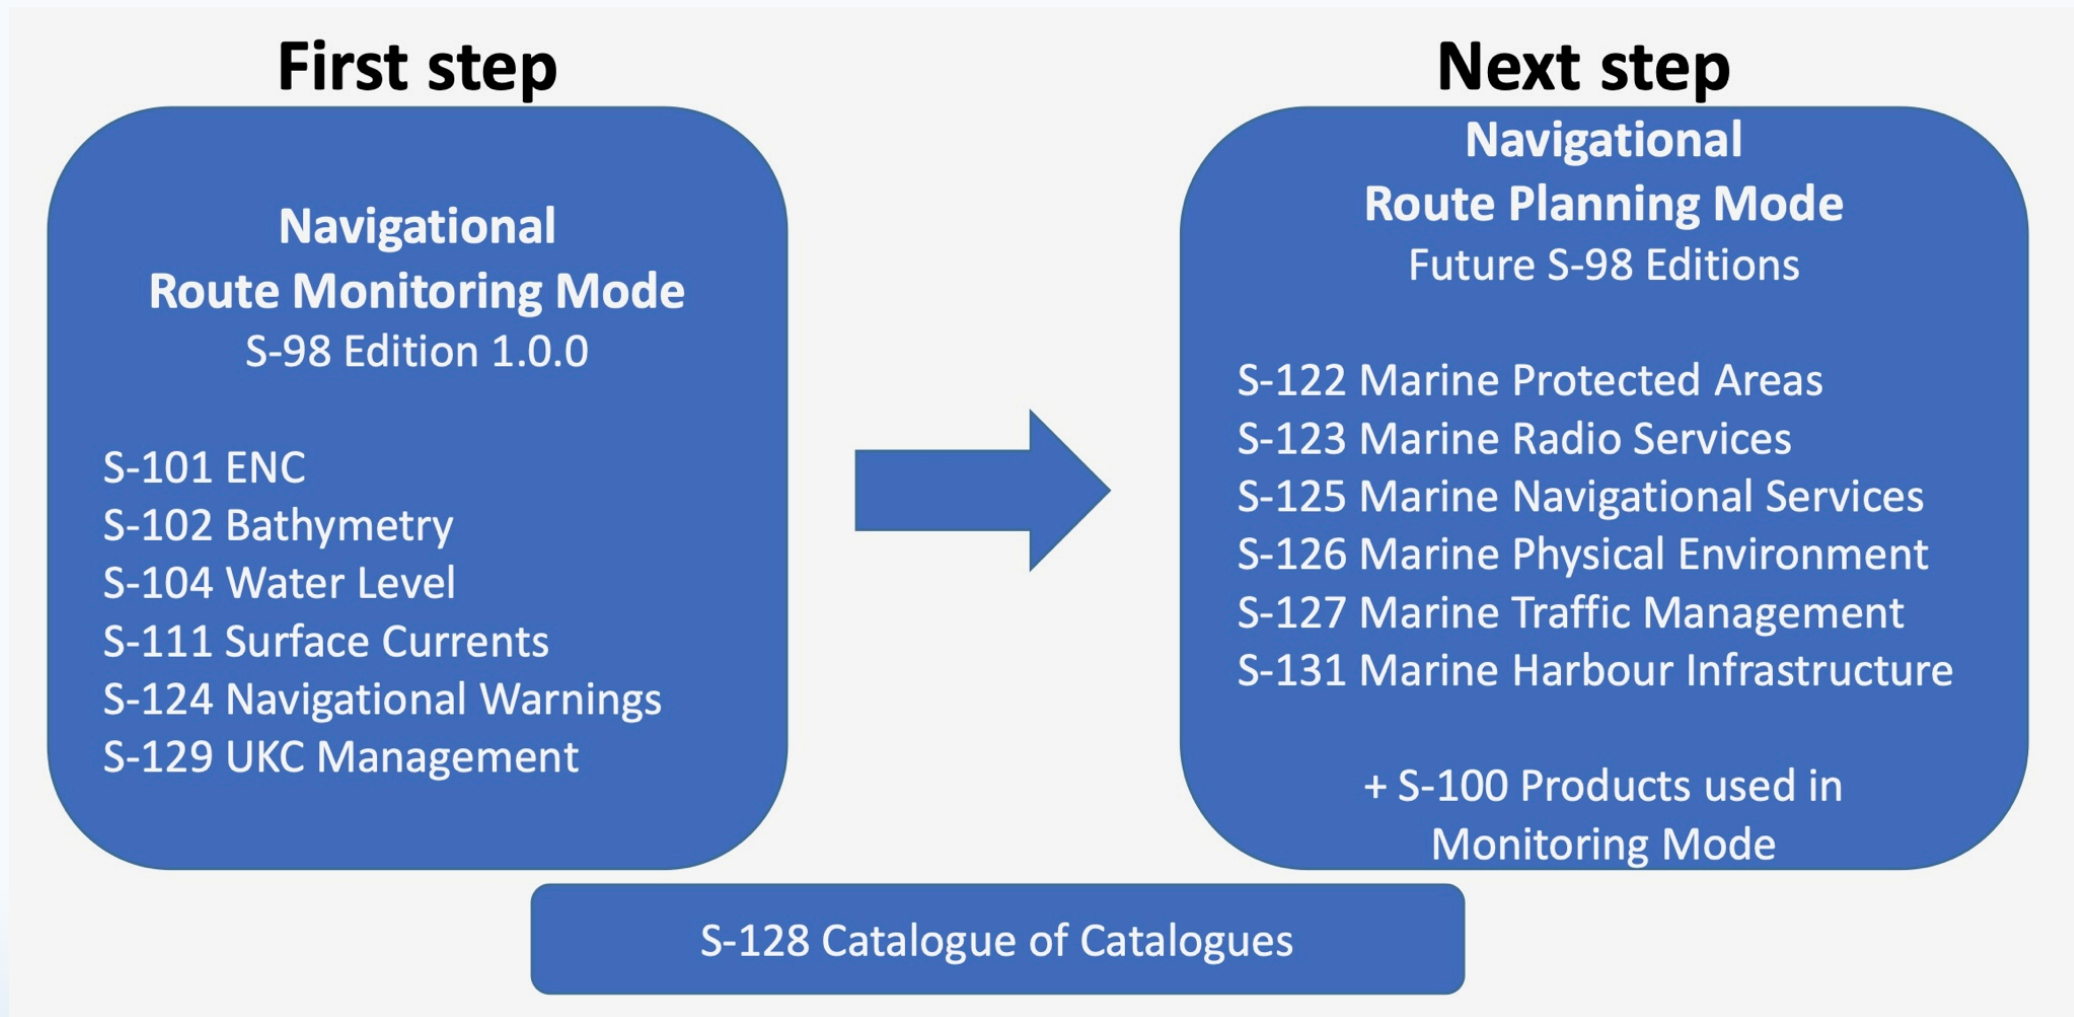 First step
Navigational
Route Monitoring Mode
S-98 Edition 1.0.0
S-101 ENC
S-102 Bathymetry
S-104 Water Level
S-111 Surface Currents
S-124 Navigational Warnings
S-129 UKC Management
Next step
Navigational
Route Planning Mode
Future S-98 Editions
S-122 Marine Protected Areas
S-123 Marine Radio Services
S-125 Marine Navigational Services
S-126 Marine Physical Environment
S-127 Marine Traffic Management
S-131 Marine Harbour Infrastructure
+ S-100 Products used in
Monitoring Mode
S-128 Catalogue of Catalogues